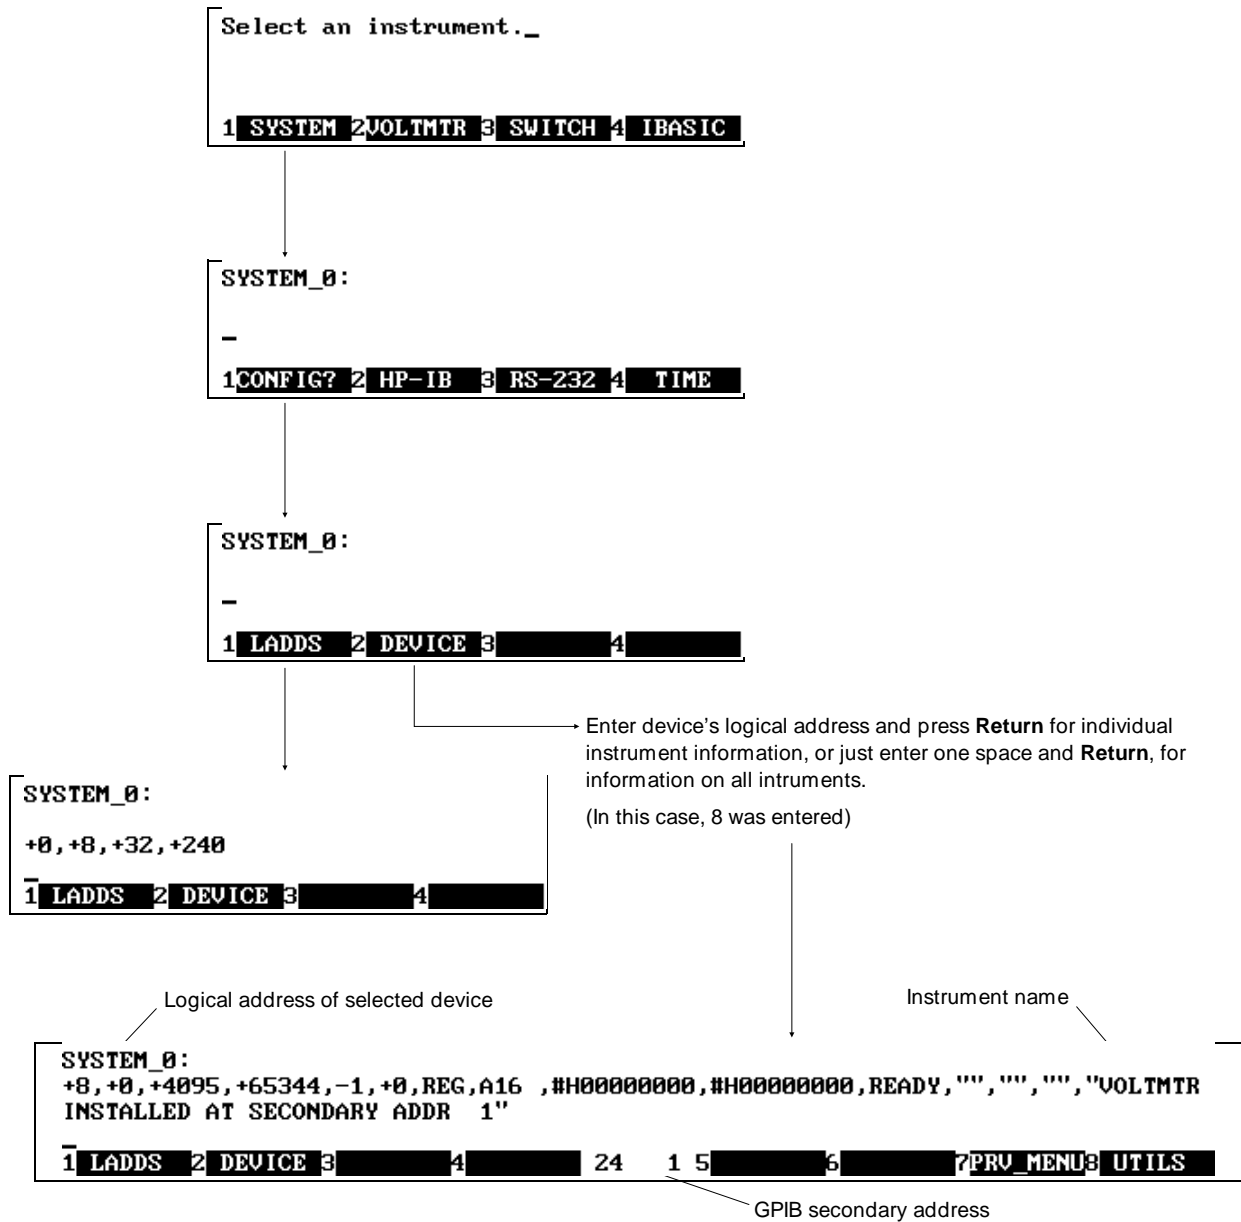 Select an instrument._
1 SYSTEM 2VOLTMTR 3 SWITCH 4 IBASIC
SYSTEM_0:
_
1CONFIG? 2 HP-IB 3 RS-232 4 TIME
SYSTEM_0:
_
1 LADDS 2 DEVICE 3 4
Enter device’s logical address and press Return for individual
instrument information, or just enter one space and Return, for
information on all intruments.
(In this case, 8 was entered)
SYSTEM_0:
+0,+8,+32,+240
_
1 LADDS 2 DEVICE 3 4
Logical address of selected device
Instrument name
SYSTEM_0:
+8,+0,+4095,+65344,-1,+0,REG,A16 ,#H00000000,#H00000000,READY,"","","","VOLTMTR
INSTALLED AT SECONDARY ADDR 1"
_
1 LADDS 2 DEVICE 3 4 24 1 5 6 7PRV_MENU8 UTILS
GPIB secondary address